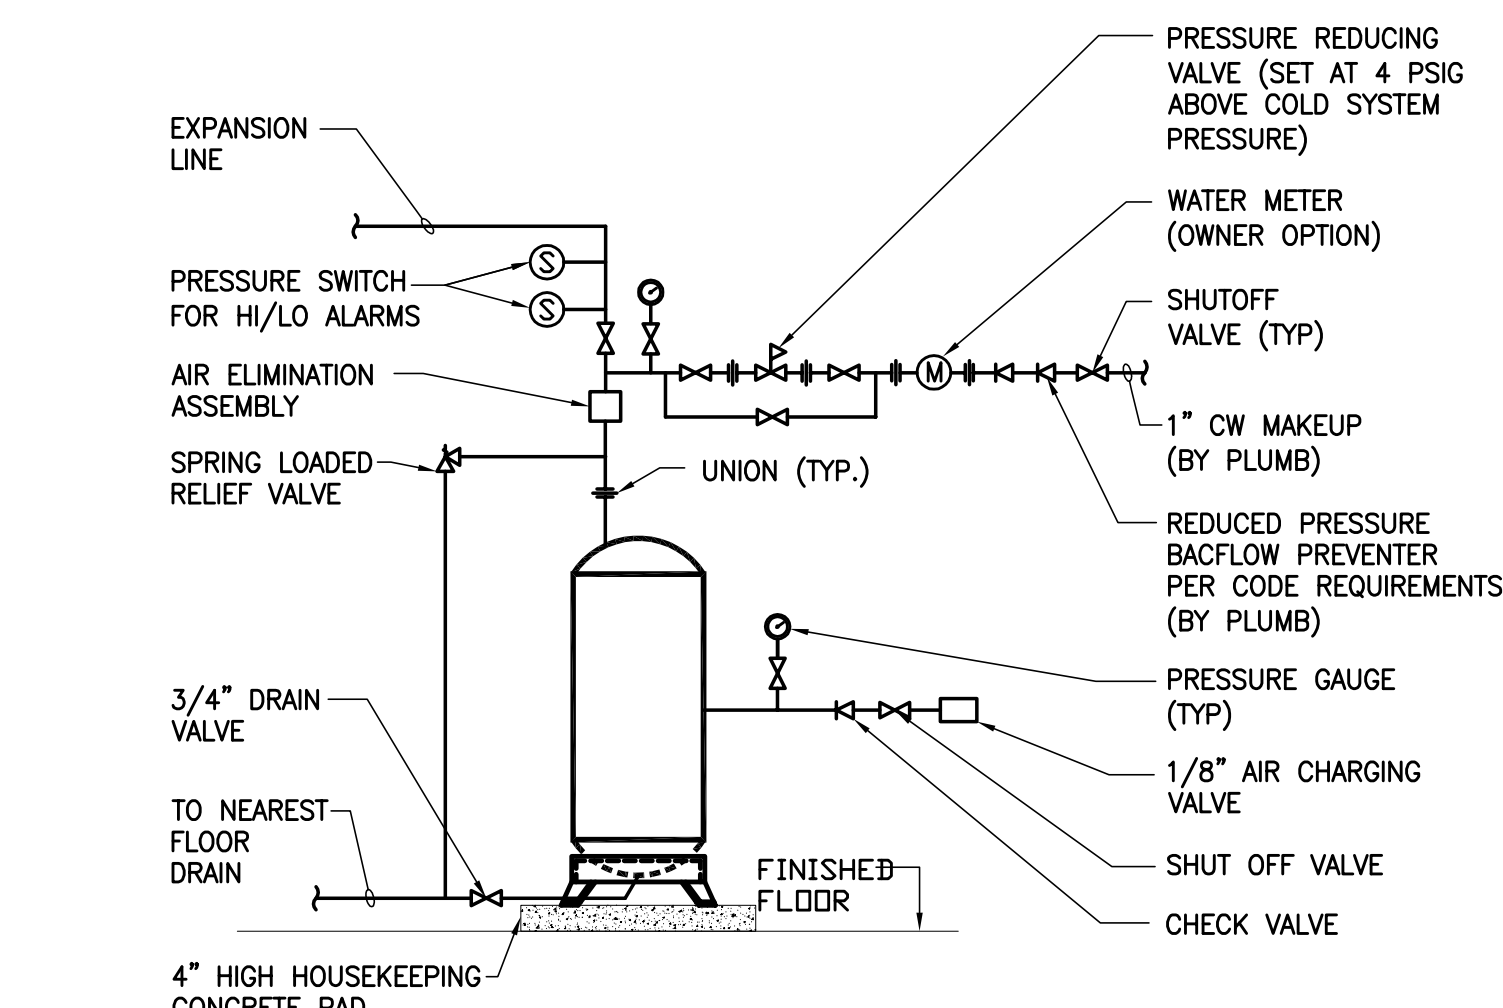 PRESSURE REDUCING
VALVE (SET AT 4 PSIG
ABOVE COLD SYSTEM
PRESSURE)
EXPANSION
LINE
WATER METER
(OWNER OPTION)
PRESSURE SWITCH
FOR HI/LO ALARMS
S
S
SHUTOFF
VALVE (TYP)
AIR ELIMINATION
ASSEMBLY
M
1" CW MAKEUP
(BY PLUMB)
SPRING LOADED
RELIEF VALVE
UNION (TYP.)
REDUCED PRESSURE
BACFLOW PREVENTER
PER CODE REQUIREMENTS
(BY PLUMB)
PRESSURE GAUGE
(TYP)
3/4" DRAIN
VALVE
1/8" AIR CHARGING
VALVE
TO NEAREST
FLOOR
DRAIN
FINISHED
FLOOR
SHUT OFF VALVE
CHECK VALVE
4" HIGH HOUSEKEEPING
CONCRETE PAD